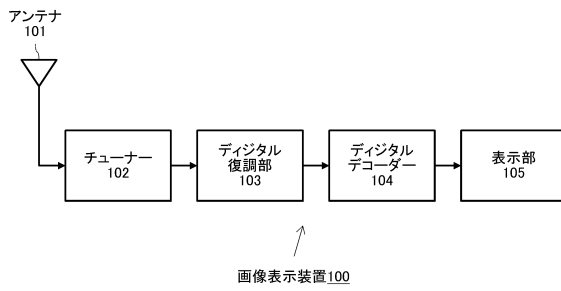 アンテナ
101
チューナー
102
ディジタル
復調部
103
ディジタル
デコーダー
104
表示部
105
画像表示装置100